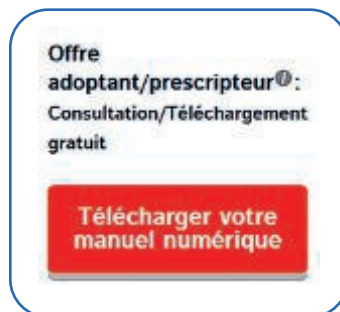 Offre
adoptant/prescripteur :
Consultation/Téléchargement
gratuit
Télécharger votre
manuel numérique